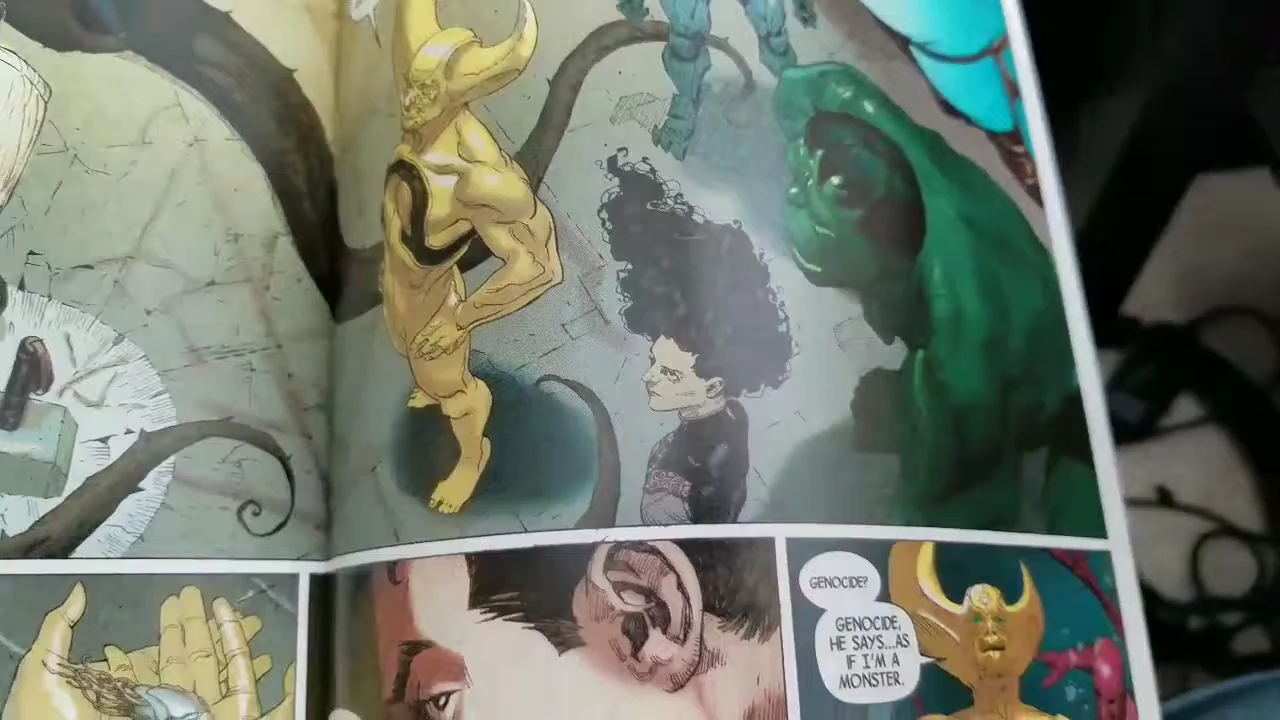 GENOCIDE?
GENOCIDE,
HE SAYS...AS
IF I'M A
MONSTER.